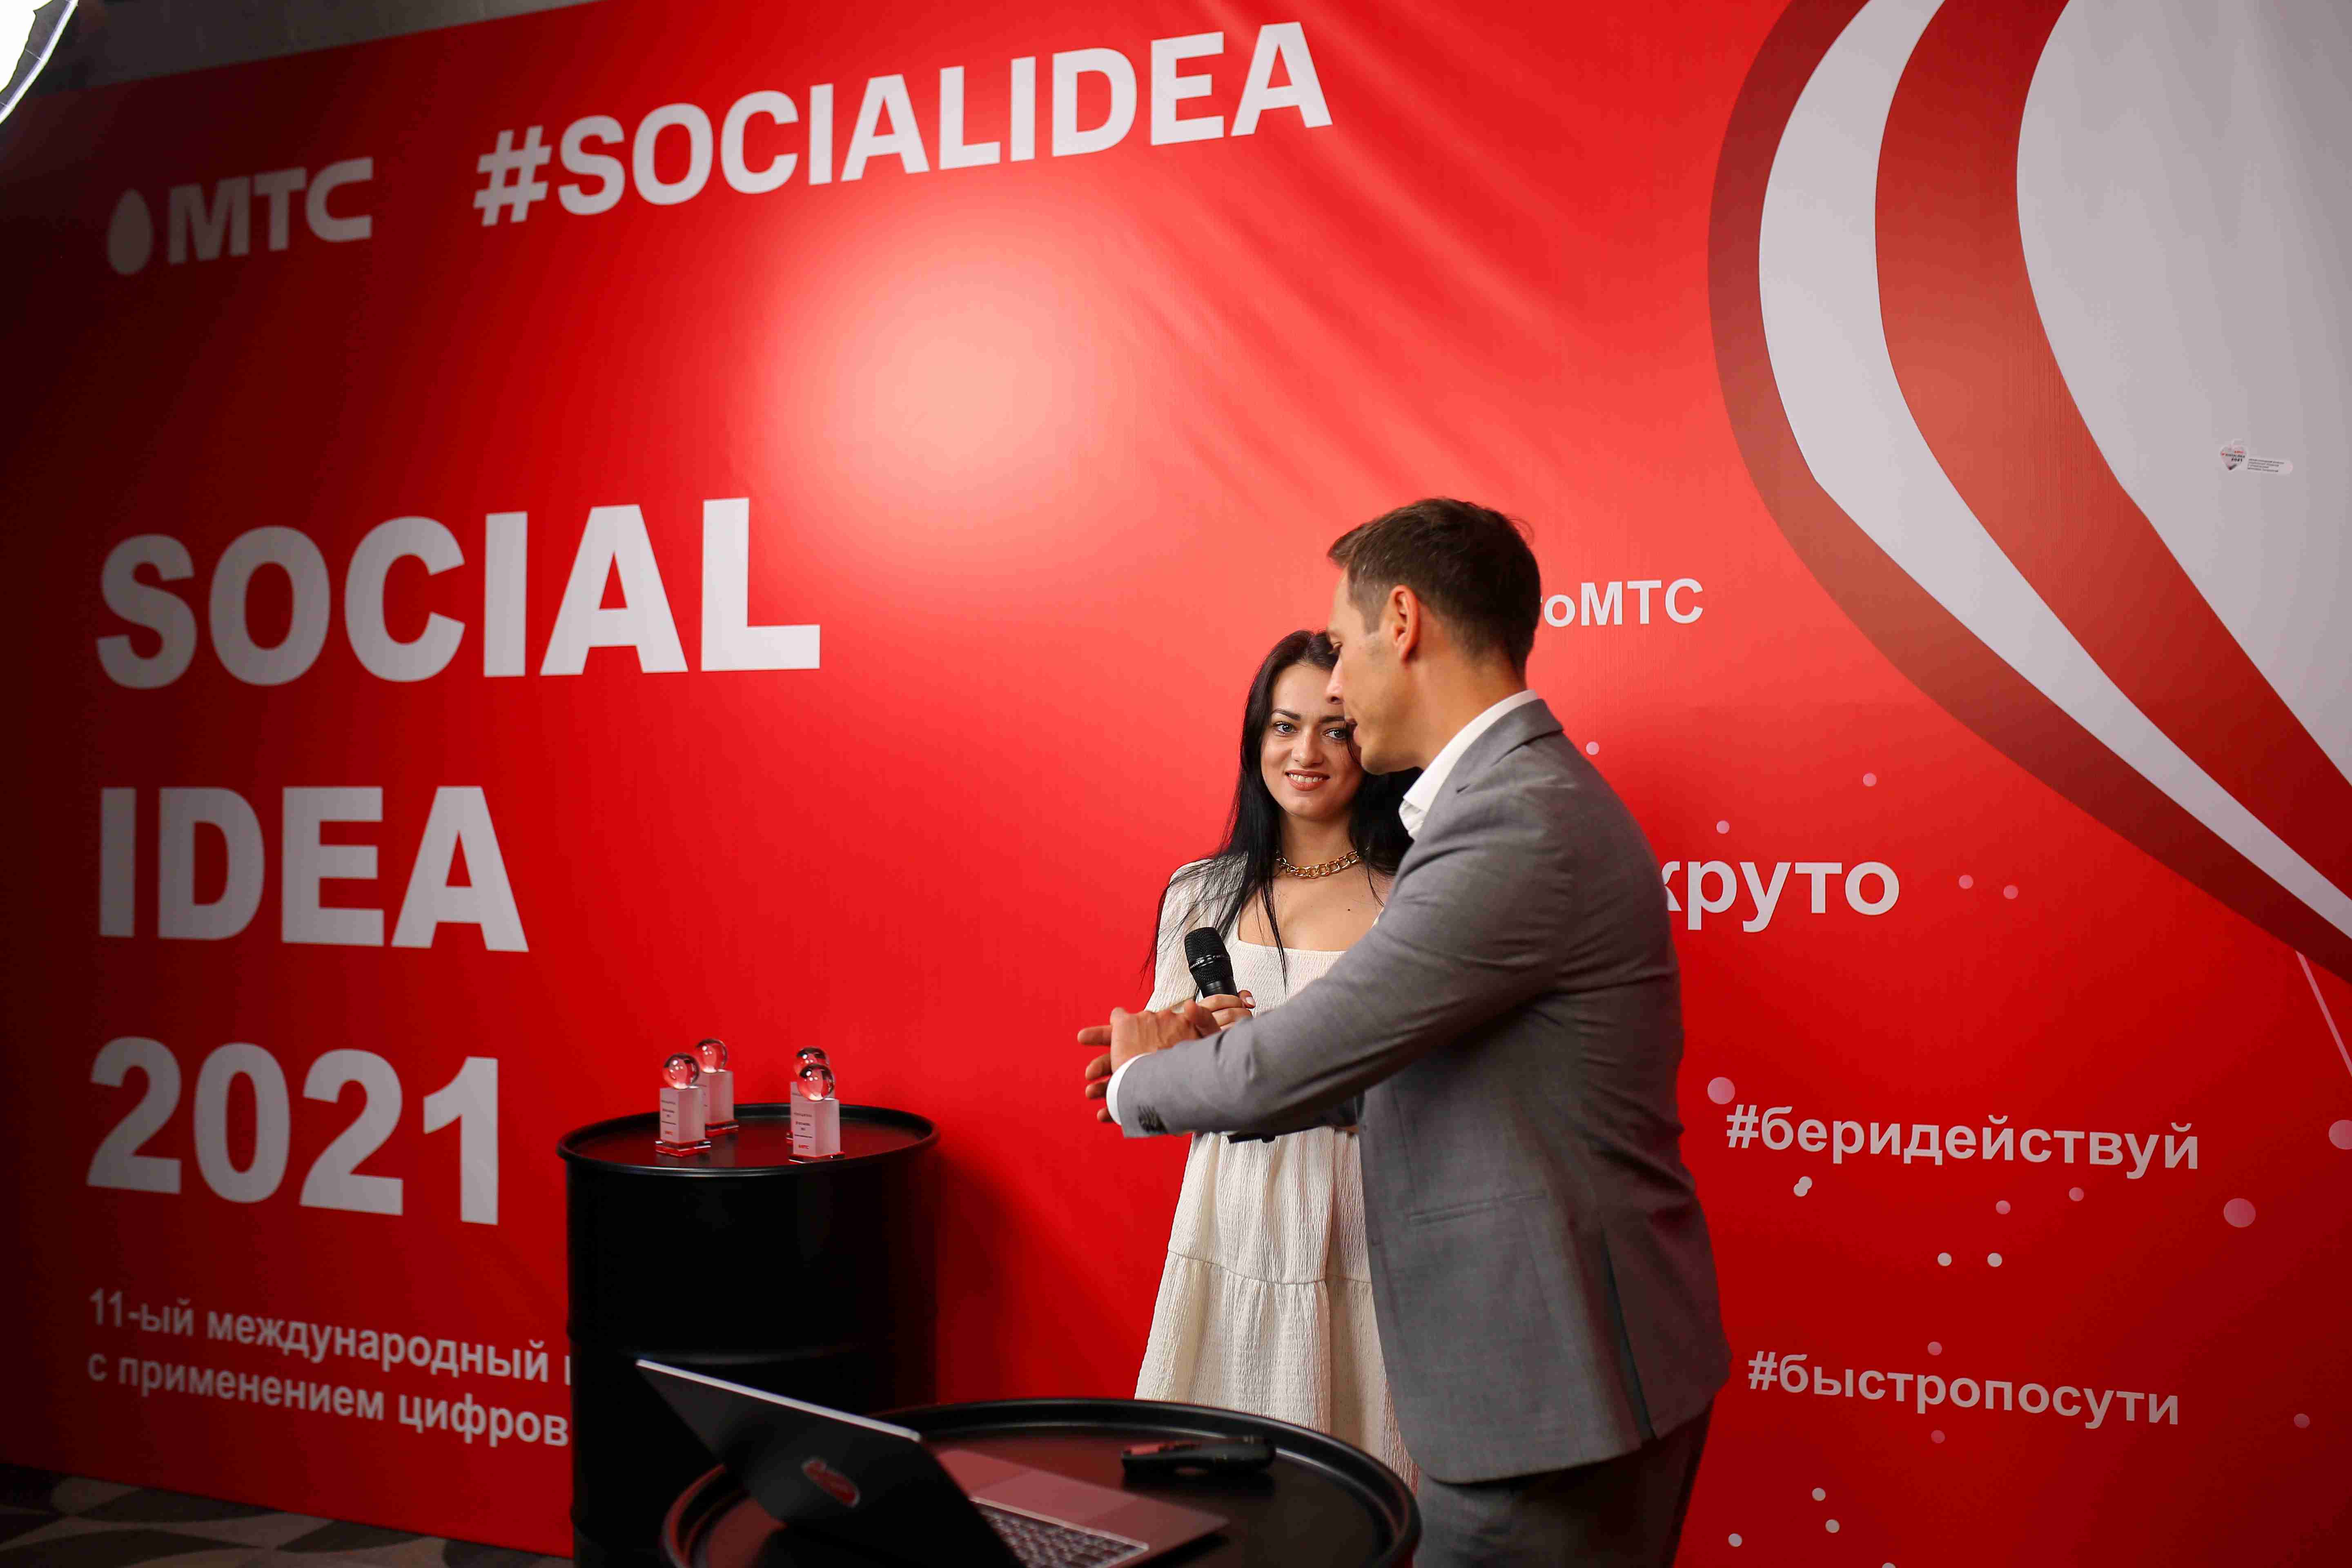 МТС
#SOCIALIDEA
SOCIAL
IDEA
2021
11-ый международный
с применением цифров
оМТС
круто
#беридействуй
#быстропосути